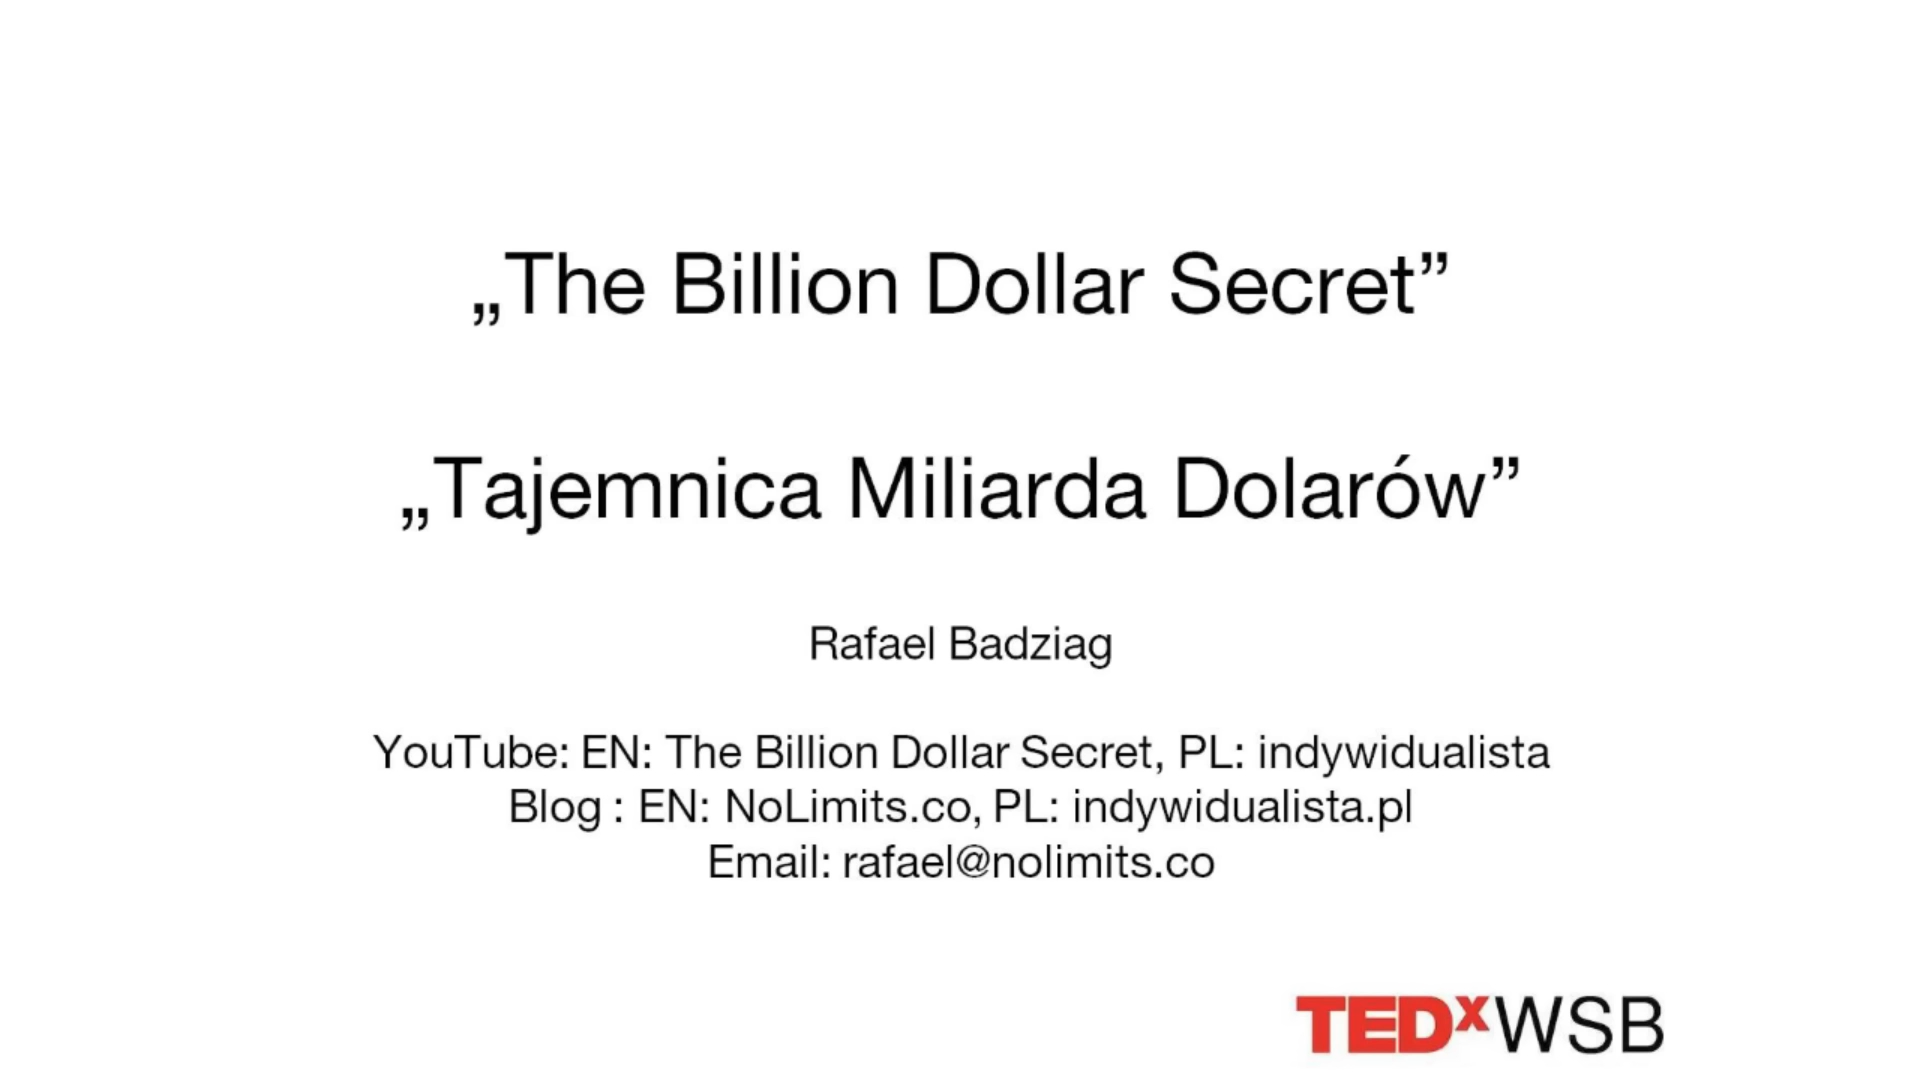 „The Billion Dollar Secret”
„Tajemnica Miliarda Dolarów”
Rafael Badziag
YouTube: EN: The Billion Dollar Secret, PL: indywidualista
Blog : EN: NoLimits.co, PL: indywidualista.pl
Email: rafael@nolimits.co
TEDxWSB